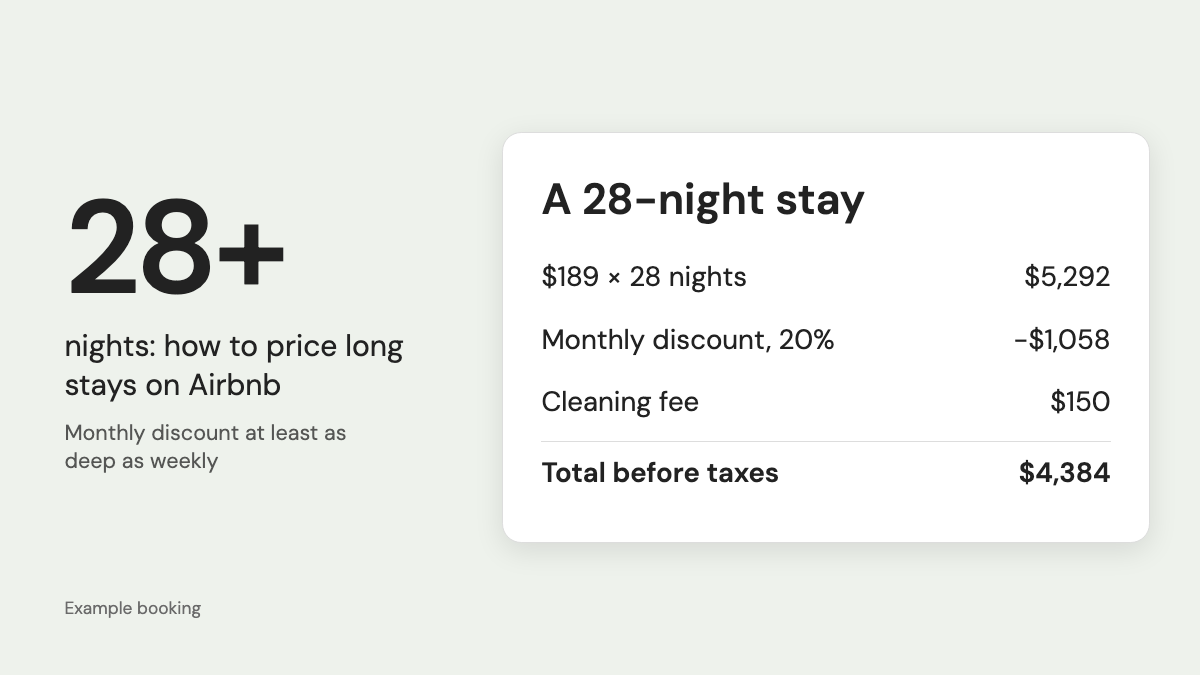 28+
nights: how to price long
stays on Airbnb
Monthly discount at least as
deep as weekly
Example booking
A 28-night stay
$189 × 28 nights $5,292
Monthly discount, 20% -$1,058
Cleaning fee $150
Total before taxes $4,384